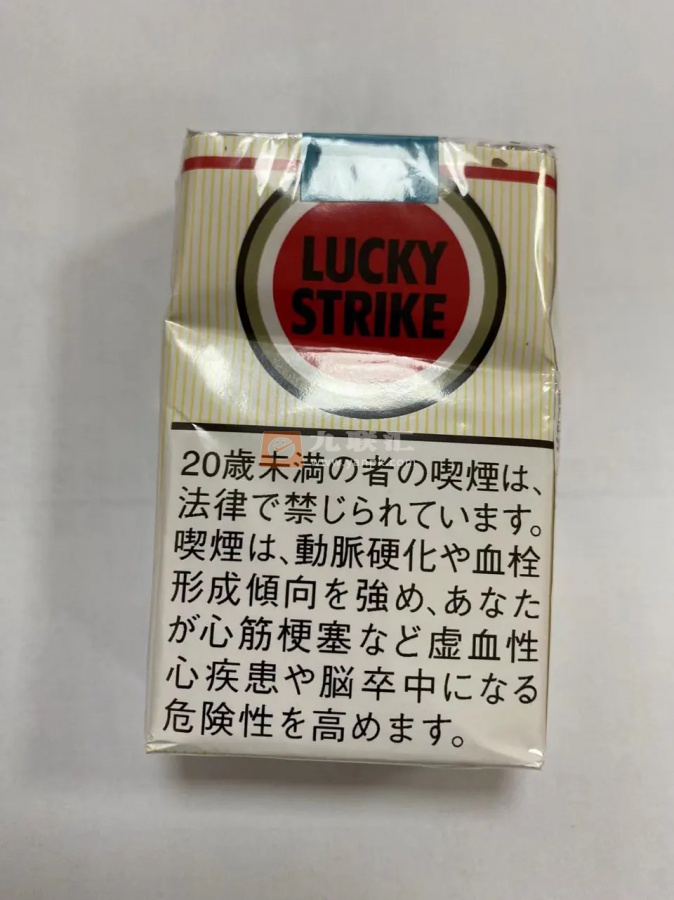 LUCKY
STRIKE
九联汇
20歳未満の者の喫煙は、
法律で禁じられています。
喫煙は、動脈硬化や血栓
形成傾向を強め、あなた
が心筋梗塞など虚血性
心疾患や脳卒中になる
危険性を高めます。